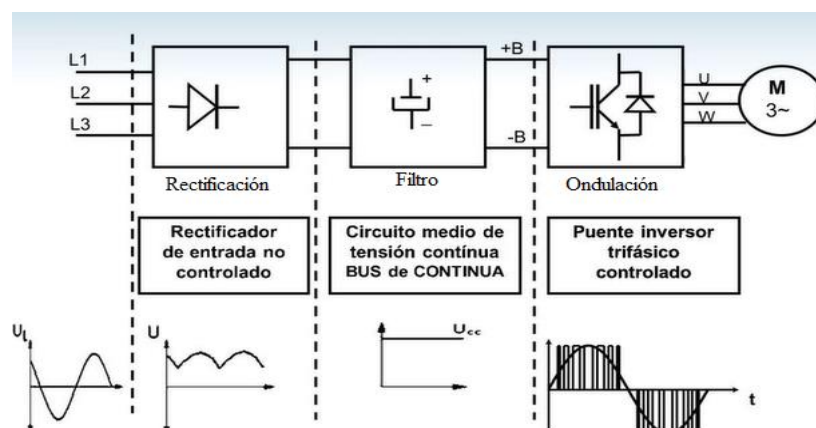 L1
L2
L3
+
−
+B
-B
U
V
W
M
3~
Rectificación
Filtro
Ondulación
Rectificador
de entrada no
controlado
Circuito medio de
tensión contínua
BUS de CONTINUA
Puente inversor
trifásico
controlado
UL
U
Ucc
t